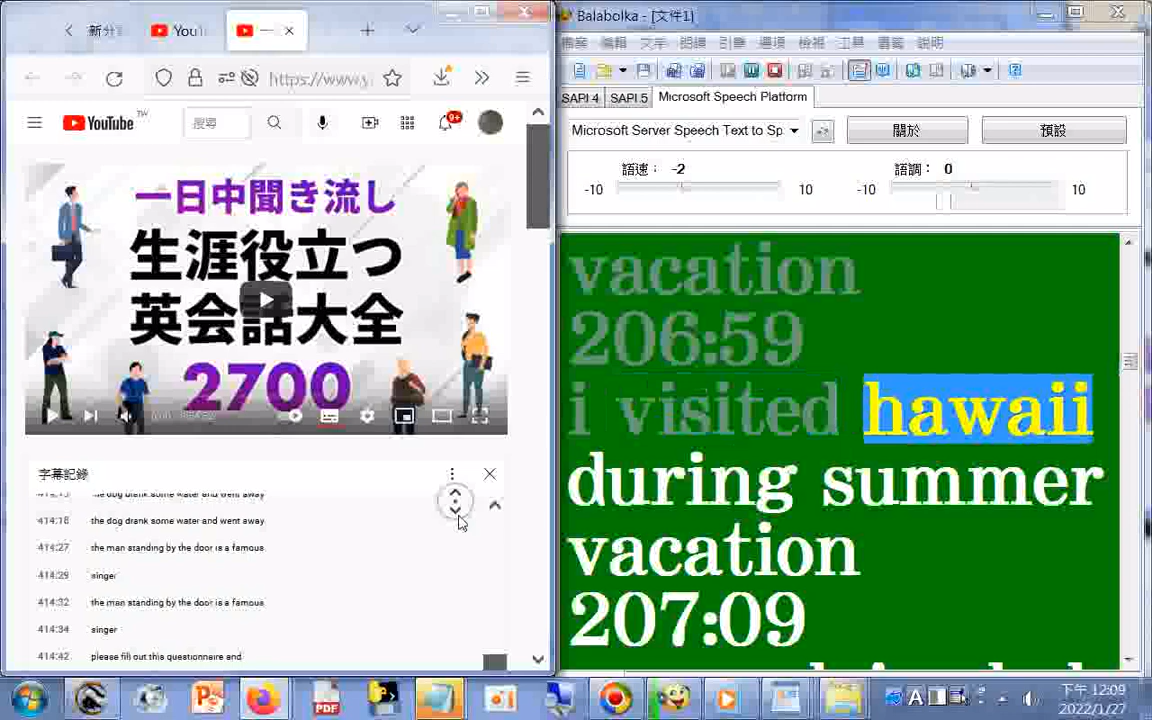 新分
YouT
https://www.y
YouTube TW
搜尋
9+
一日中聞き流し
生涯役立つ
英会話大全
2700
字幕記錄
the dog drank some water and went away
414:18 the dog drank some water and went away
414:27 the man standing by the door is a famous
414:29 singer
414:32 the man standing by the door is a famous
414:34 singer
414:42 please fill out this questionnaire and
Balabolka - [文件1]
檔案 編輯 文字 閱讀 引擎 選項 檢視 工具 書籤 說明
SAPI 4 SAPI 5 Microsoft Speech Platform
Microsoft Server Speech Text to Sp
關於
預設
語速： -2
語調： 0
-10 10 -10 10
vacation
206:59
i visited hawaii
during summer
vacation
207:09
PDF
A
下午 12:09
2022/1/27